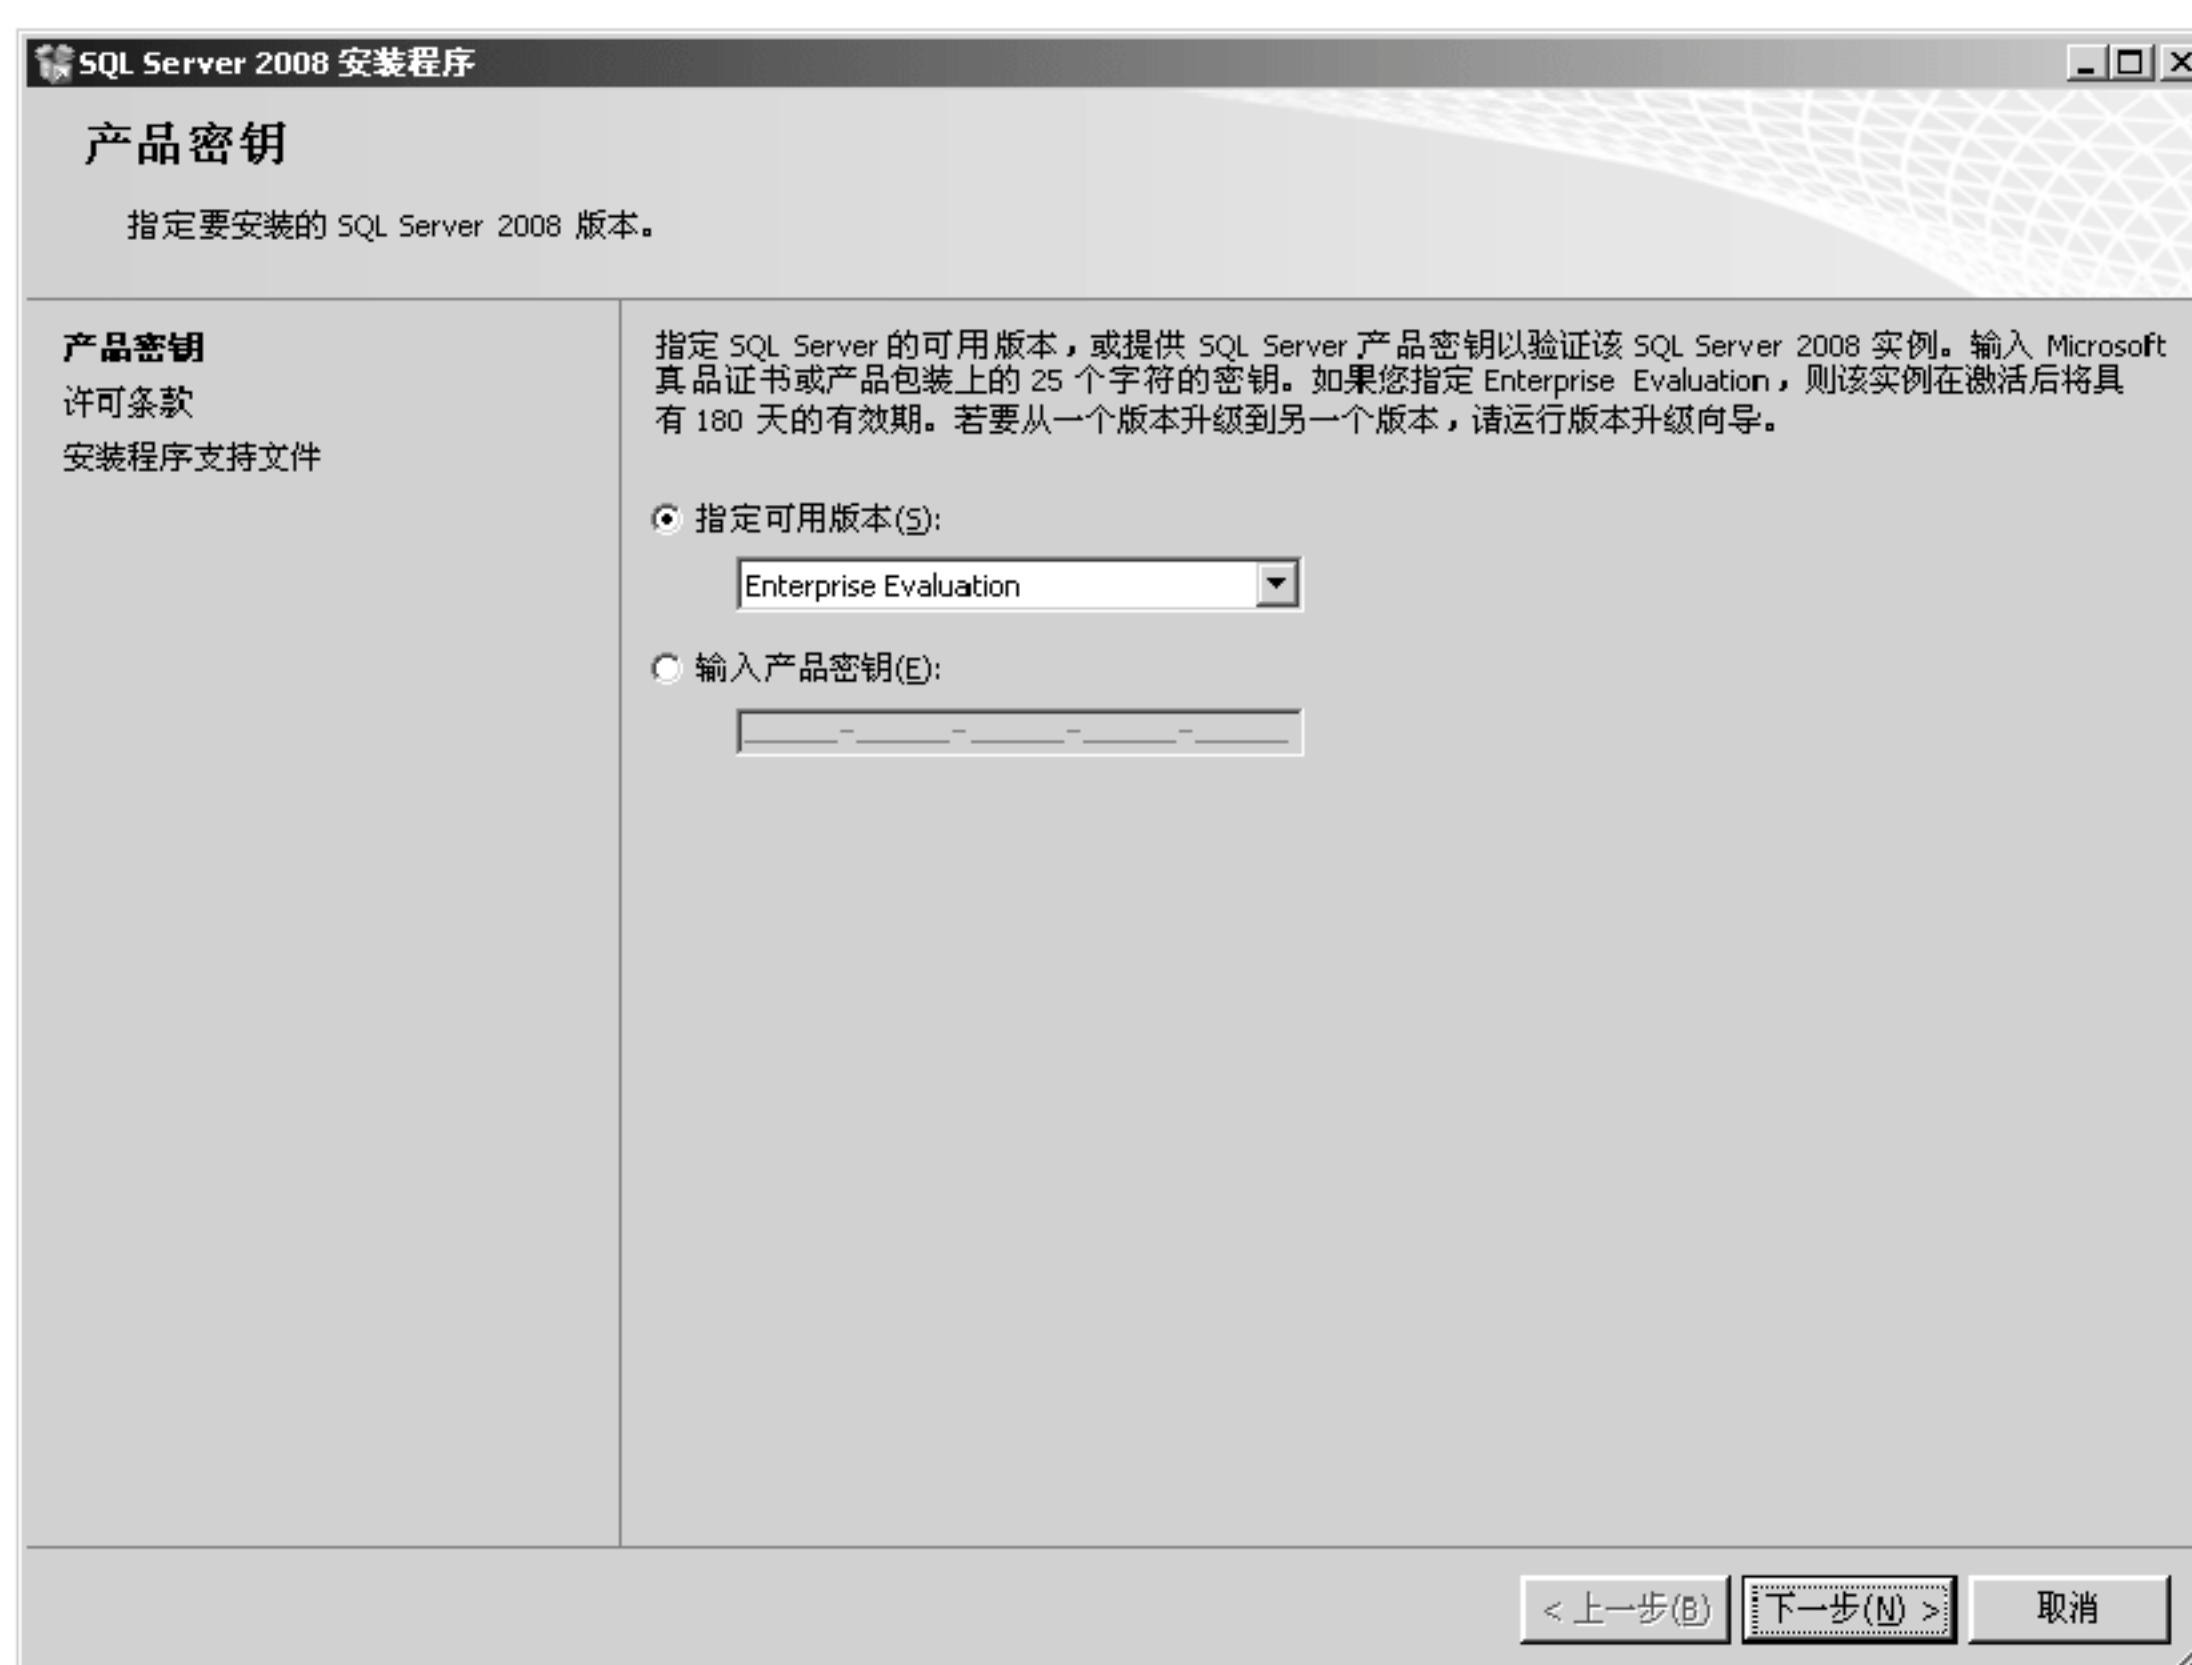 SQL Server 2008 安装程序
产品密钥
指定要安装的 SQL Server 2008 版本。
产品密钥
许可条款
安装程序支持文件
指定 SQL Server 的可用版本，或提供 SQL Server 产品密钥以验证该 SQL Server 2008 实例。输入 Microsoft
真品证书或产品包装上的 25 个字符的密钥。如果您指定 Enterprise Evaluation，则该实例在激活后将具
有 180 天的有效期。若要从一个版本升级到另一个版本，请运行版本升级向导。
指定可用版本(S):
Enterprise Evaluation
输入产品密钥(E):
_____-_____-_____-_____-_____
< 上一步(B) 下一步(N) > 取消